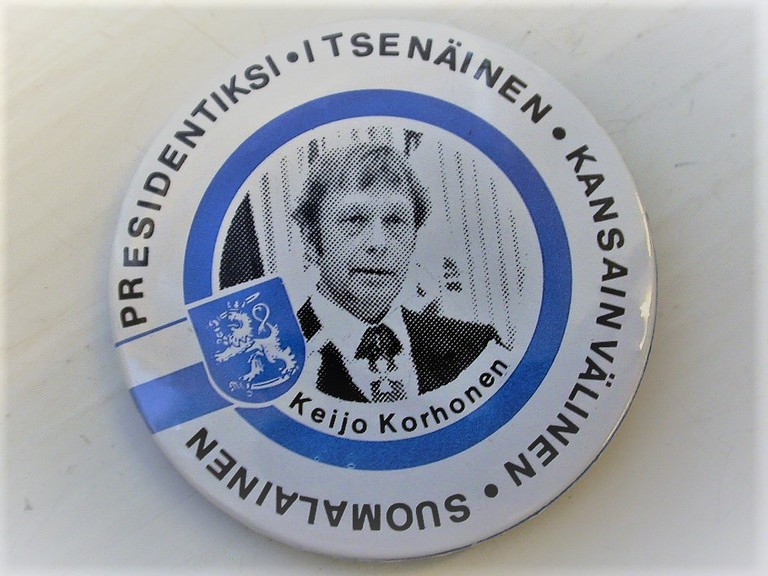 PRESIDENTIKSI • ITSENÄINEN • KANSAINVÄLINEN • SUOMALAINEN
Keijo Korhonen